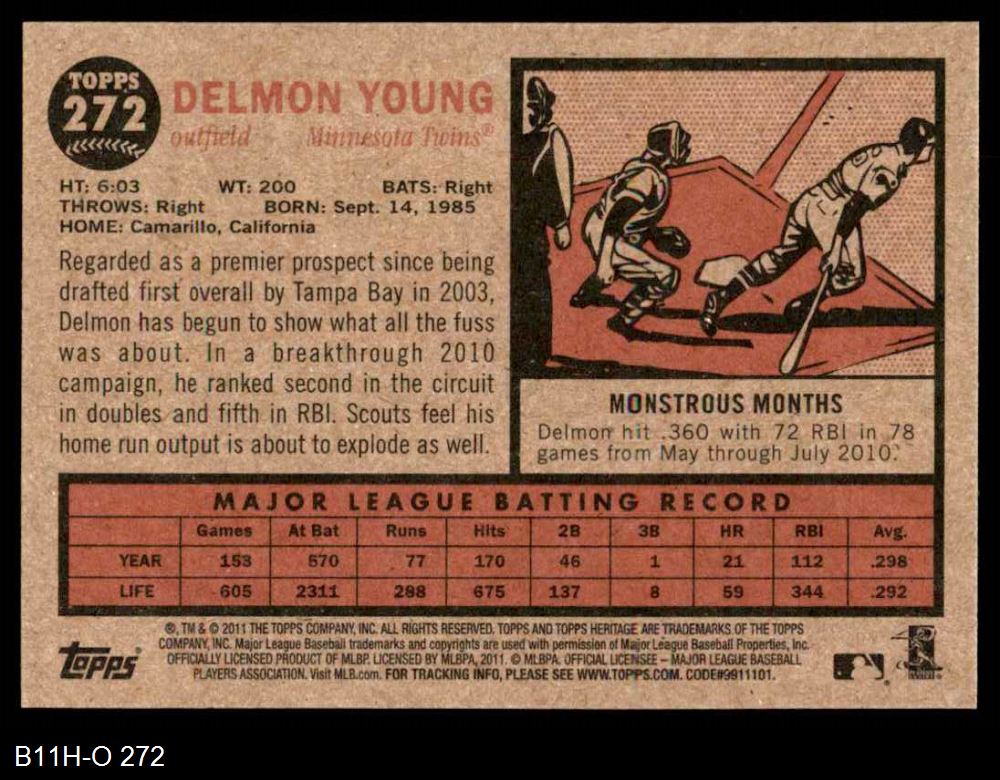 TOPPS
272
DELMON YOUNG
outfield Minnesota Twins®
HT: 6:03 WT: 200 BATS: Right
THROWS: Right BORN: Sept. 14, 1985
HOME: Camarillo, California
Regarded as a premier prospect since being
drafted first overall by Tampa Bay in 2003,
Delmon has begun to show what all the fuss
was about. In a breakthrough 2010
campaign, he ranked second in the circuit
in doubles and fifth in RBI. Scouts feel his
home run output is about to explode as well.
MONSTROUS MONTHS
Delmon hit .360 with 72 RBI in 78
games from May through July 2010.
MAJOR LEAGUE BATTING RECORD
Games At Bat Runs Hits 2B 3B HR RBI Avg.
YEAR 153 570 77 170 46 1 21 112 .298
LIFE 605 2311 298 675 137 8 59 344 .292
®, TM & © 2011 THE TOPPS COMPANY, INC. ALL RIGHTS RESERVED. TOPPS AND TOPPS HERITAGE ARE TRADEMARKS OF THE TOPPS
COMPANY, INC. Major League Baseball trademarks and copyrights are used with permission of Major League Baseball Properties, Inc.
OFFICIALLY LICENSED PRODUCT OF MLBP. LICENSED BY MLBPA, 2011. © MLBPA. OFFICIAL LICENSEE – MAJOR LEAGUE BASEBALL
PLAYERS ASSOCIATION. Visit MLB.com. FOR TRACKING INFO, PLEASE SEE WWW.TOPPS.COM. CODE#9911101.
Topps
B11H-O 272